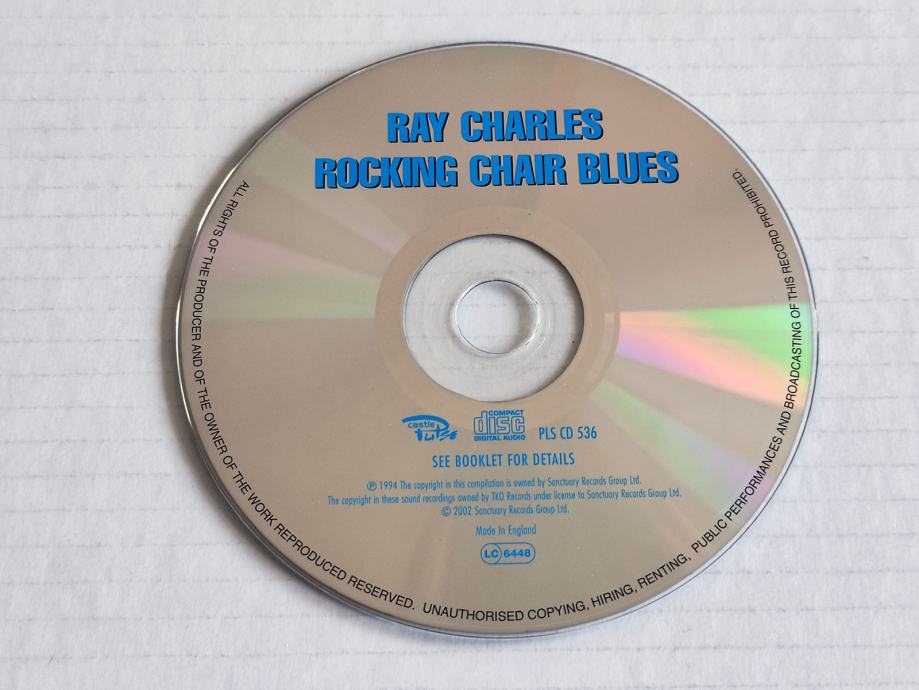 RAY CHARLES
ROCKING CHAIR BLUES
castle
Pulse
COMPACT
disc
DIGITAL AUDIO
PLS CD 536
SEE BOOKLET FOR DETAILS
℗ 1994 The copyright in this compilation is owned by Sanctuary Records Group Ltd.
The copyright in these sound recordings owned by TKO Records under license to Sanctuary Records Group Ltd.
© 2002 Sanctuary Records Group Ltd.
Made In England
LC 6448
ALL RIGHTS OF THE PRODUCER AND OF THE OWNER OF THE WORK REPRODUCED RESERVED. UNAUTHORISED COPYING, HIRING, RENTING, PUBLIC PERFORMANCES AND BROADCASTING OF THIS RECORD PROHIBITED.